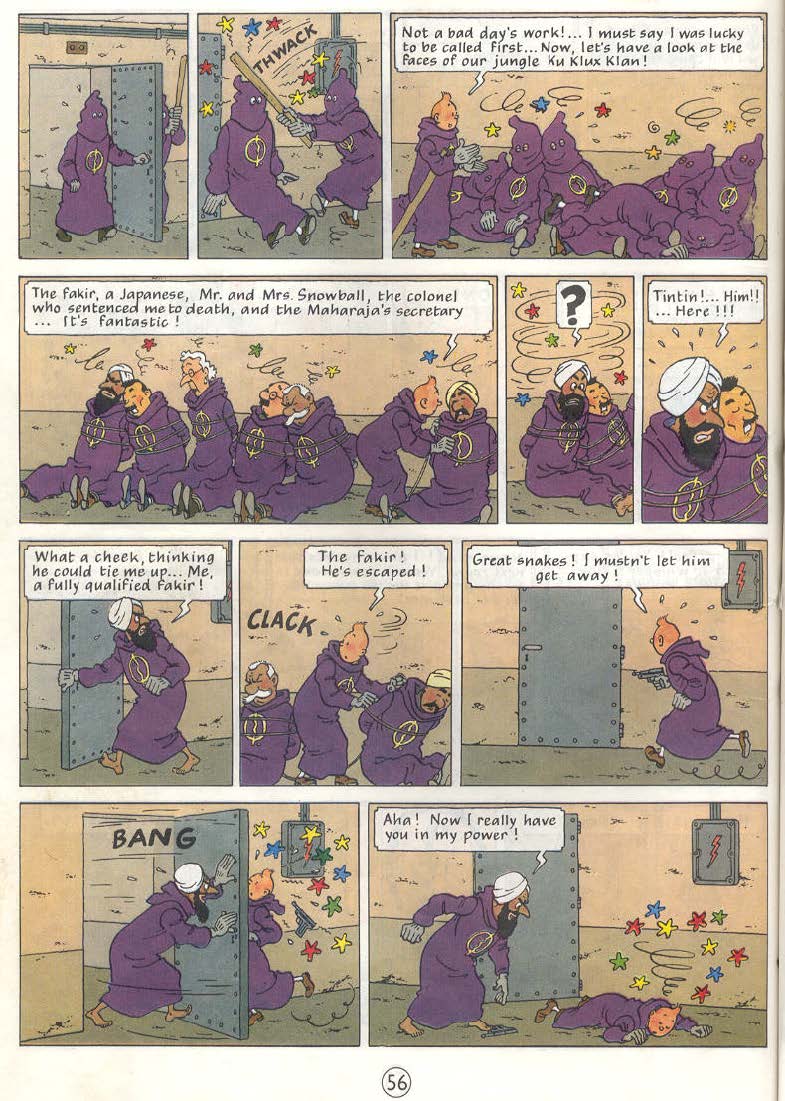 THWACK
Not a bad day's work!... I must say I was lucky
to be called first... Now, let's have a look at the
faces of our jungle Ku Klux Klan!
The fakir, a Japanese, Mr. and Mrs. Snowball, the colonel
who sentenced me to death, and the Maharaja's secretary
... It's fantastic!
?
Tintin!... Him!!
... Here!!!
What a cheek, thinking
he could tie me up... Me,
a fully qualified fakir!
CLACK
The fakir!
He's escaped!
Great snakes! I mustn't let him
get away!
BANG
Aha! Now I really have
you in my power!
56